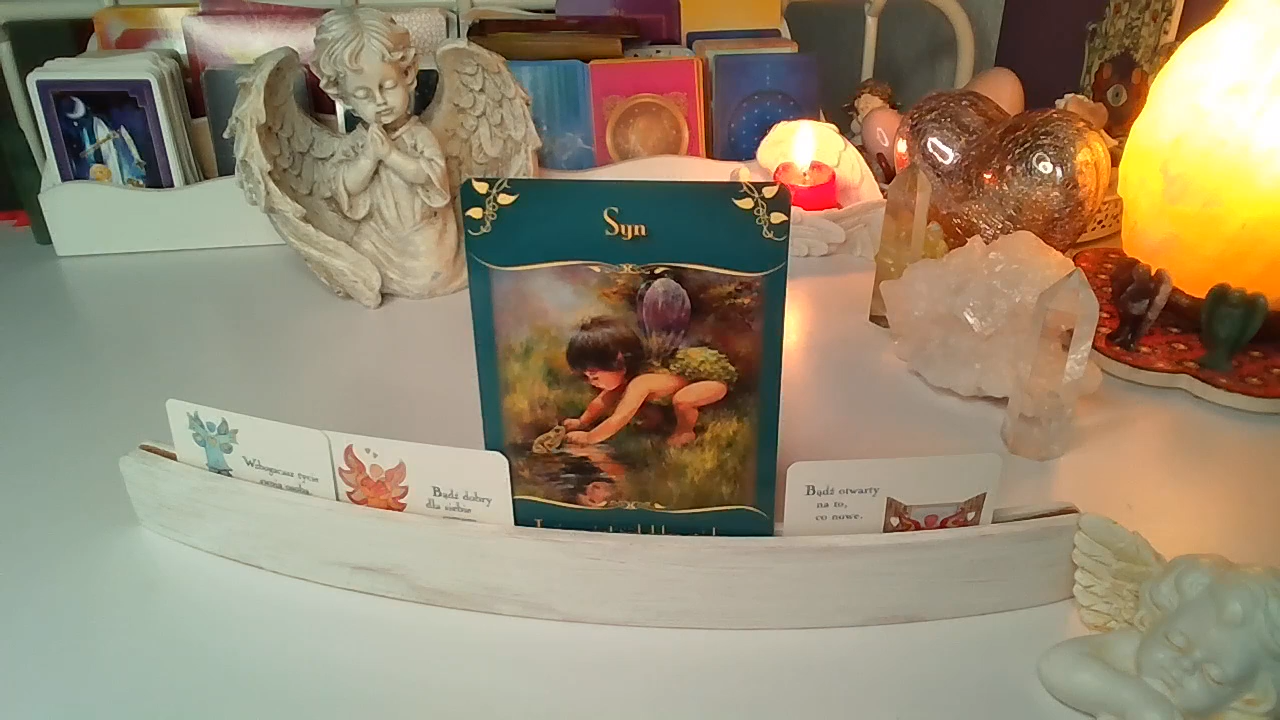 Syn
Wzbogacasz życie
Bądź dobry
dla siebie
Bądź otwarty
na to,
co nowe.